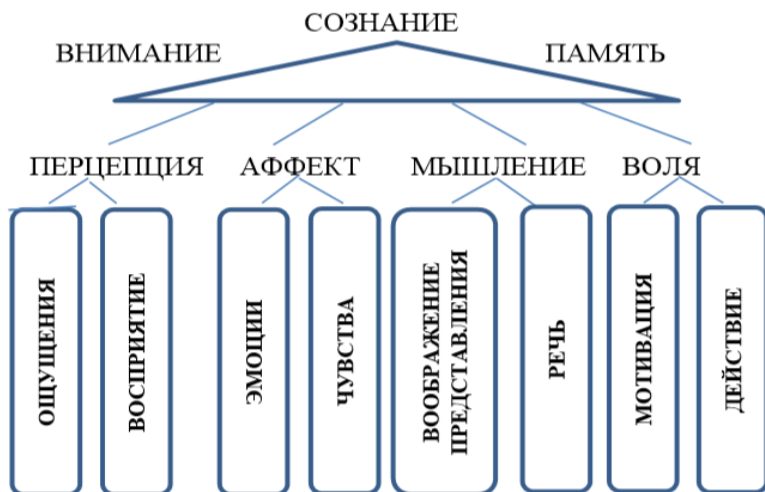 СОЗНАНИЕ
ВНИМАНИЕ
ПАМЯТЬ
ПЕРЦЕПЦИЯ
АФФЕКТ
МЫШЛЕНИЕ
ВОЛЯ
ОЩУЩЕНИЯ
ВОСПРИЯТИЕ
ЭМОЦИИ
ЧУВСТВА
ВООБРАЖЕНИЕ
ПРЕДСТАВЛЕНИЯ
РЕЧЬ
МОТИВАЦИЯ
ДЕЙСТВИЕ